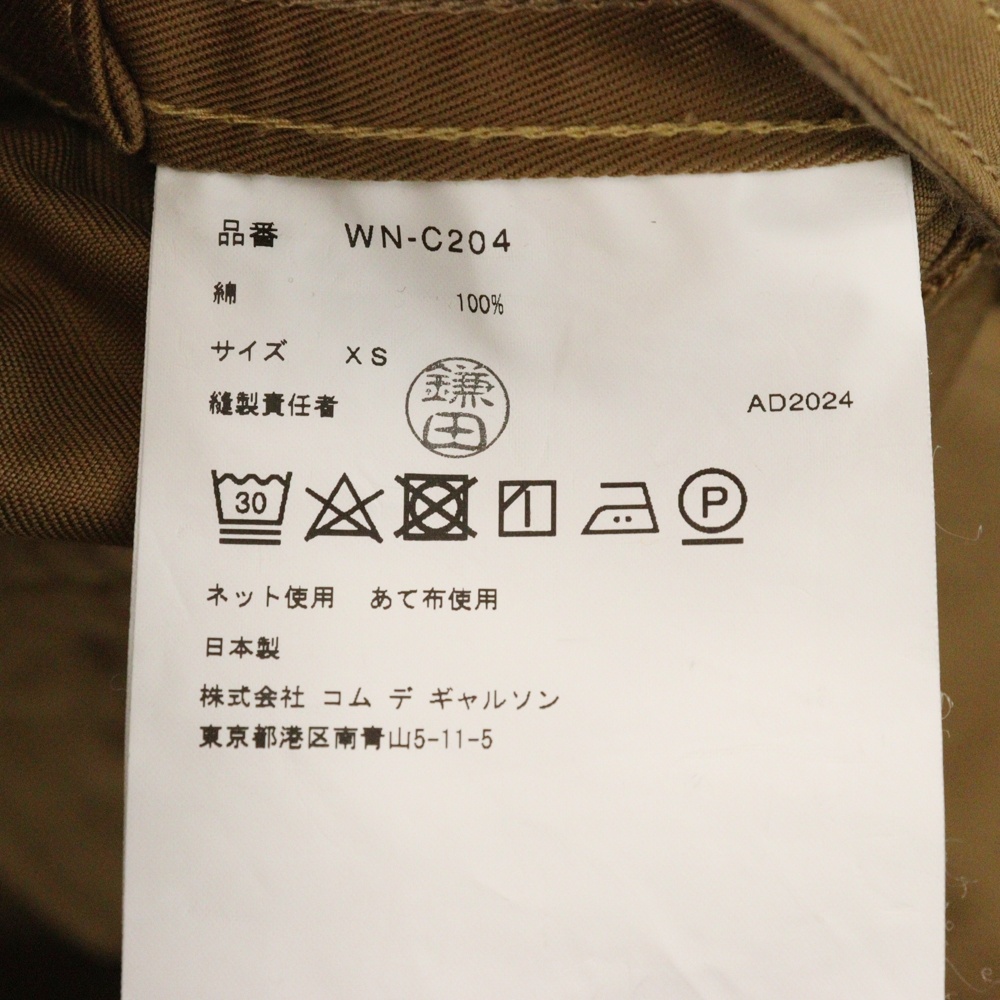 品番 WN-C204
綿 100%
サイズ XS
縫製責任者 鎌田 AD2024
30 P
ネット使用 あて布使用
日本製
株式会社 コム デ ギャルソン
東京都港区南青山5-11-5